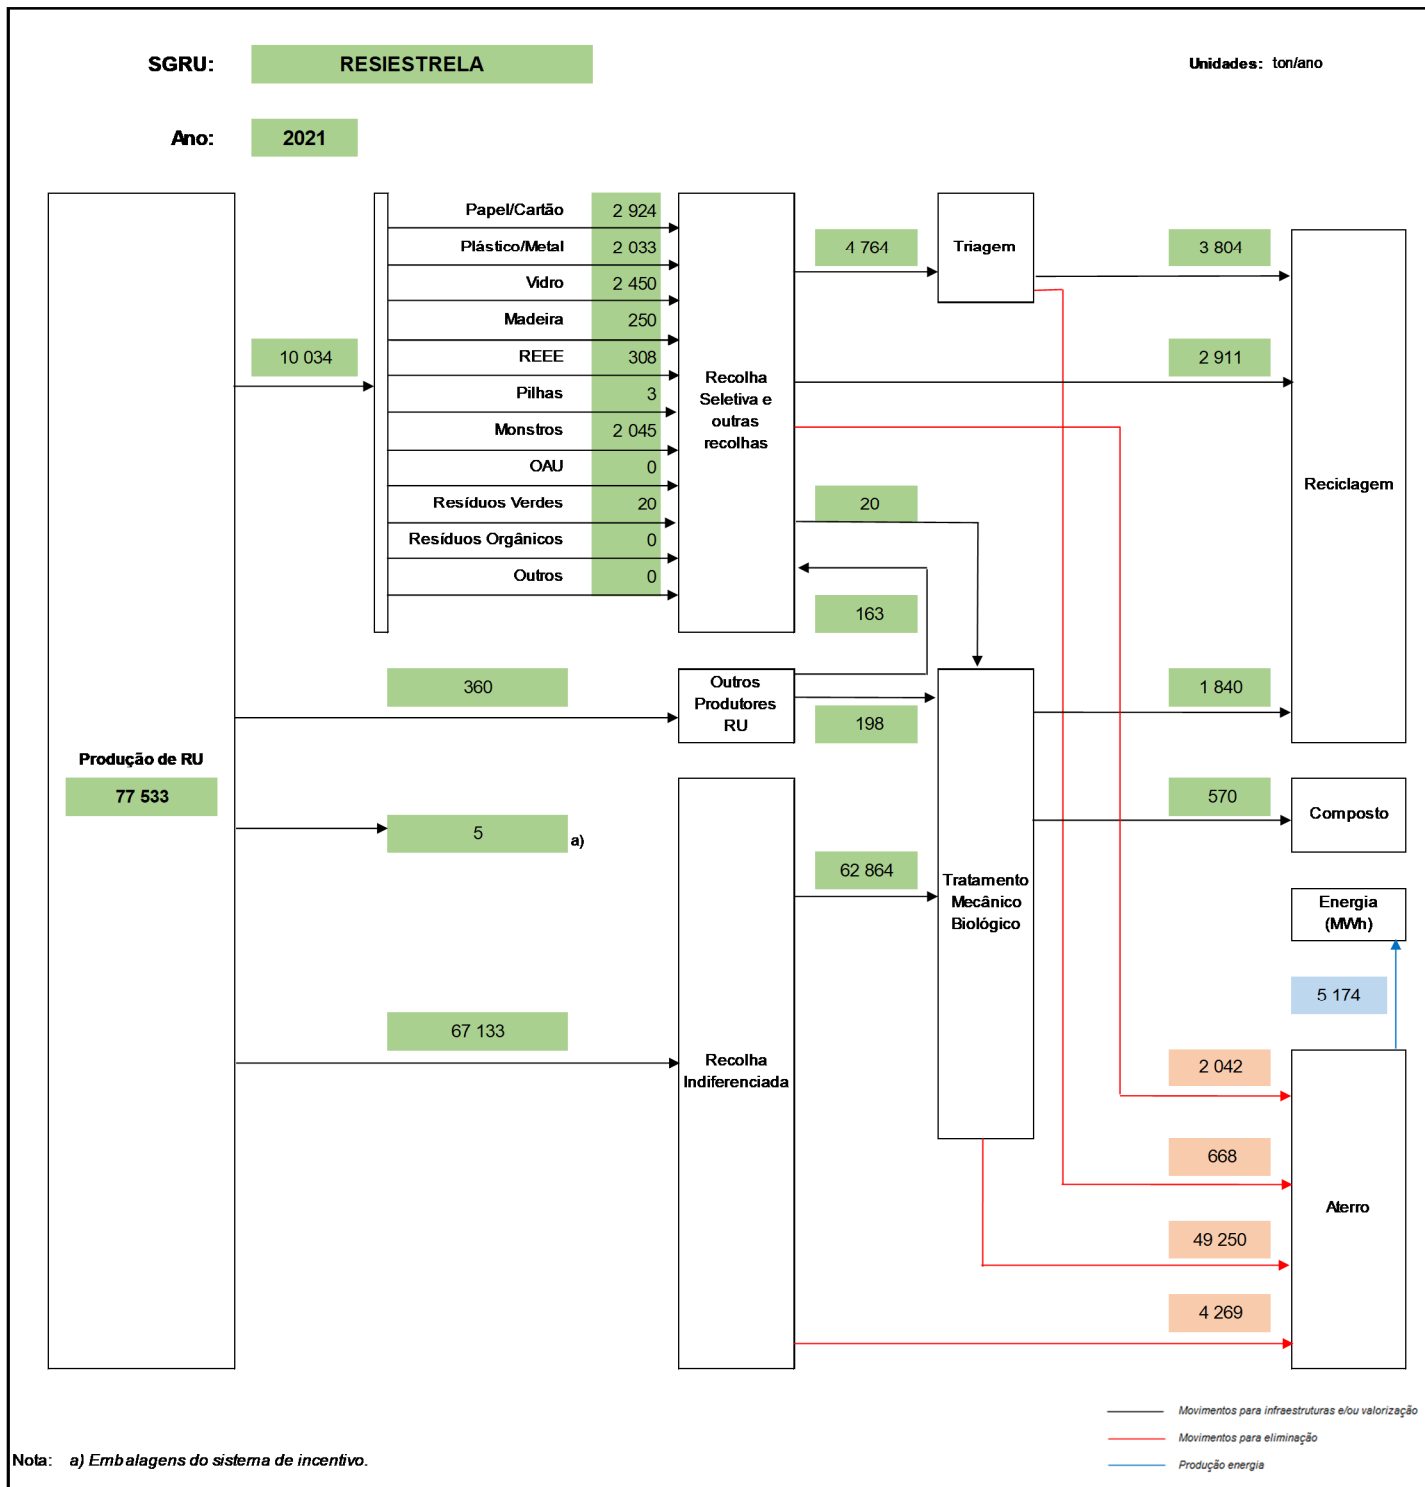 SGRU: RESIESTRELA
Unidades: ton/ano
Ano: 2021
Papel/Cartão 2 924
Plástico/Metal 2 033
Vidro 2 450
Madeira 250
REEE 308
Pilhas 3
Monstros 2 045
OAU 0
Resíduos Verdes 20
Resíduos Orgânicos 0
Outros 0
10 034
Recolha
Seletiva e
outras
recolhas
4 764
Triagem
3 804
2 911
Reciclagem
20
163
360
Outros
Produtores
RU
198
1 840
Produção de RU
77 533
5
a)
570
Composto
62 864
Tratamento
Mecânico
Biológico
Energia
(MWh)
5 174
67 133
Recolha
Indiferenciada
2 042
668
Aterro
49 250
4 269
Movimentos para infraestruturas e/ou valorização
Movimentos para eliminação
Produção energia
Nota: a) Embalagens do sistema de incentivo.